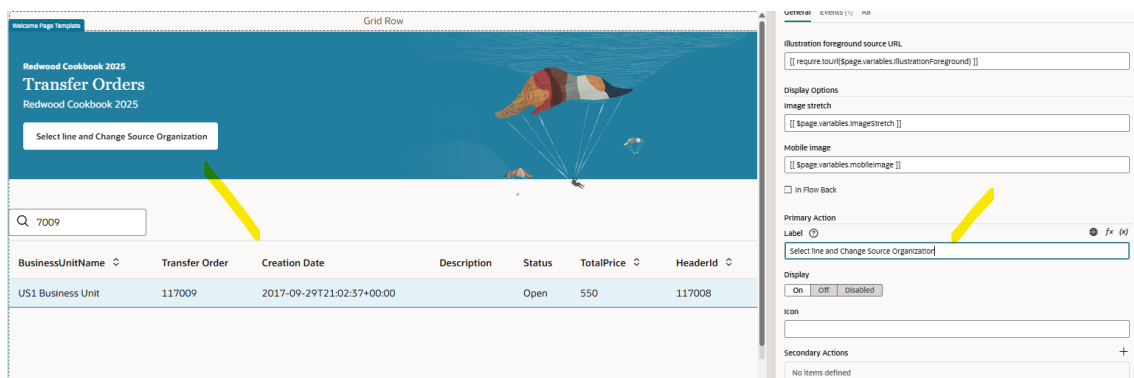 Grid Row
Welcome Page Template
Redwood Cookbook 2025
Transfer Orders
Redwood Cookbook 2025
Select line and Change Source Organization
7009
BusinessUnitName Transfer Order Creation Date Description Status TotalPrice HeaderId
US1 Business Unit 117009 2017-09-29T21:02:37+00:00 Open 550 117008
General Events (1) All
Illustration foreground source URL
[[ require.toUrl($page.variables.IllustrationForeground) ]]
Display Options
Image stretch
[[ $page.variables.ImageStretch ]]
Mobile image
[[ $page.variables.mobileImage ]]
In Flow Back
Primary Action
Label ? fx (x)
Select line and Change Source Organization
Display
On Off Disabled
Icon
Secondary Actions
No items defined